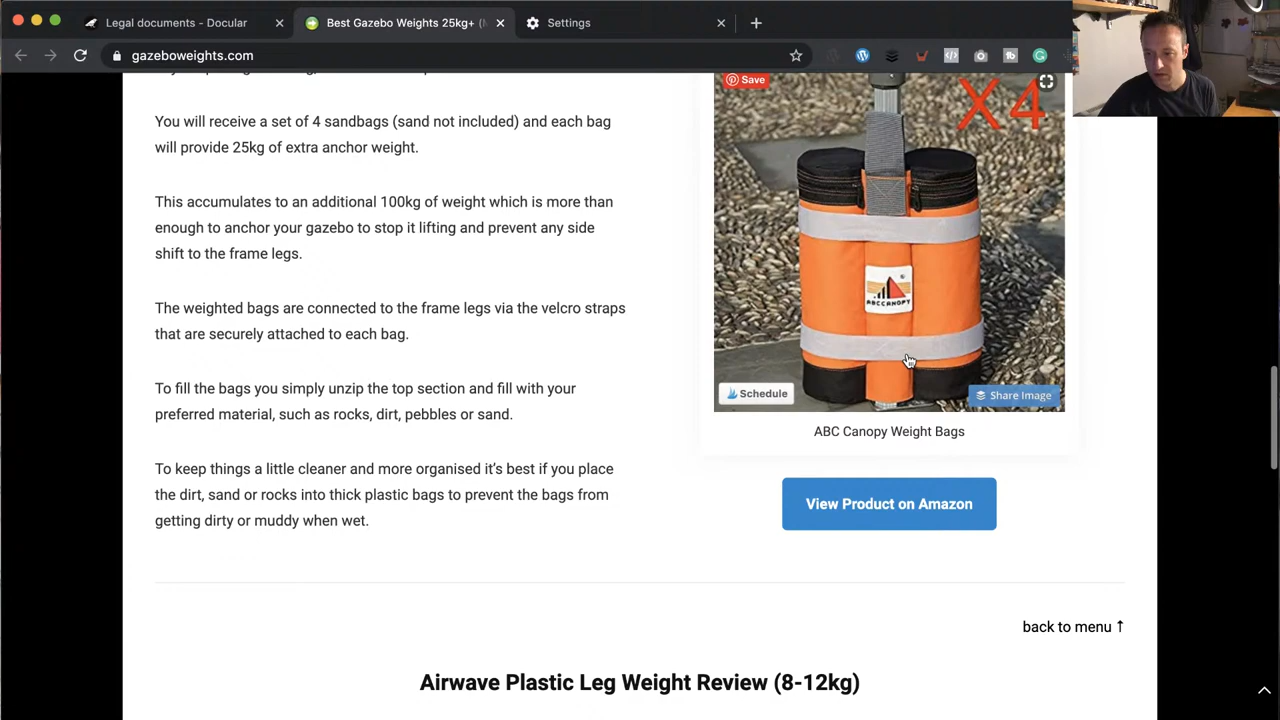 Legal documents - Docular
Best Gazebo Weights 25kg+ (
Settings
gazeboweights.com
You will receive a set of 4 sandbags (sand not included) and each bag
will provide 25kg of extra anchor weight.
This accumulates to an additional 100kg of weight which is more than
enough to anchor your gazebo to stop it lifting and prevent any side
shift to the frame legs.
The weighted bags are connected to the frame legs via the velcro straps
that are securely attached to each bag.
To fill the bags you simply unzip the top section and fill with your
preferred material, such as rocks, dirt, pebbles or sand.
To keep things a little cleaner and more organised it’s best if you place
the dirt, sand or rocks into thick plastic bags to prevent the bags from
getting dirty or muddy when wet.
Save
X4
ABCCANOPY
Schedule
Share Image
ABC Canopy Weight Bags
View Product on Amazon
back to menu ↑
Airwave Plastic Leg Weight Review (8-12kg)